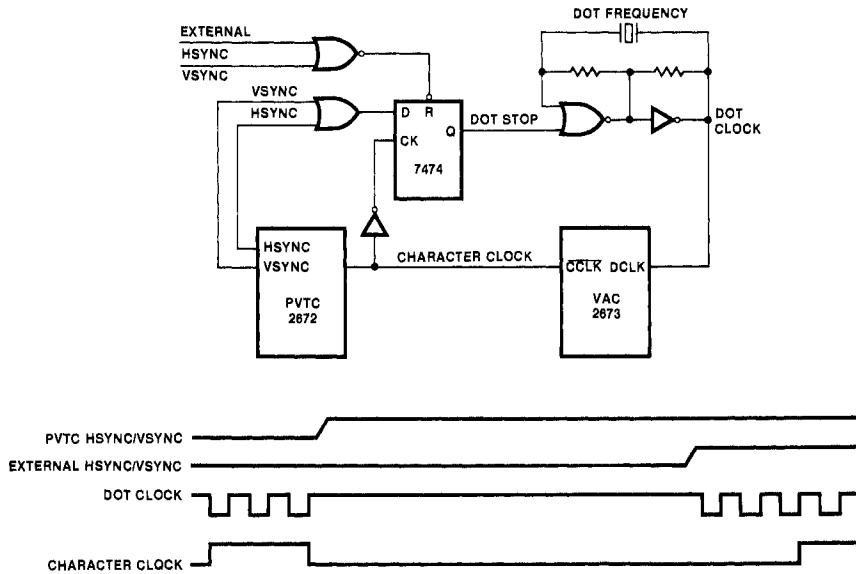 DOT FREQUENCY
EXTERNAL
HSYNC
VSYNC
VSYNC
HSYNC
D R
Q
CK
7474
DOT STOP
DOT
CLOCK
HSYNC
VSYNC
PVTC
2672
CHARACTER CLOCK
CCLK DCLK
VAC
2673
PVTC HSYNC/VSYNC
EXTERNAL HSYNC/VSYNC
DOT CLOCK
CHARACTER CLOCK